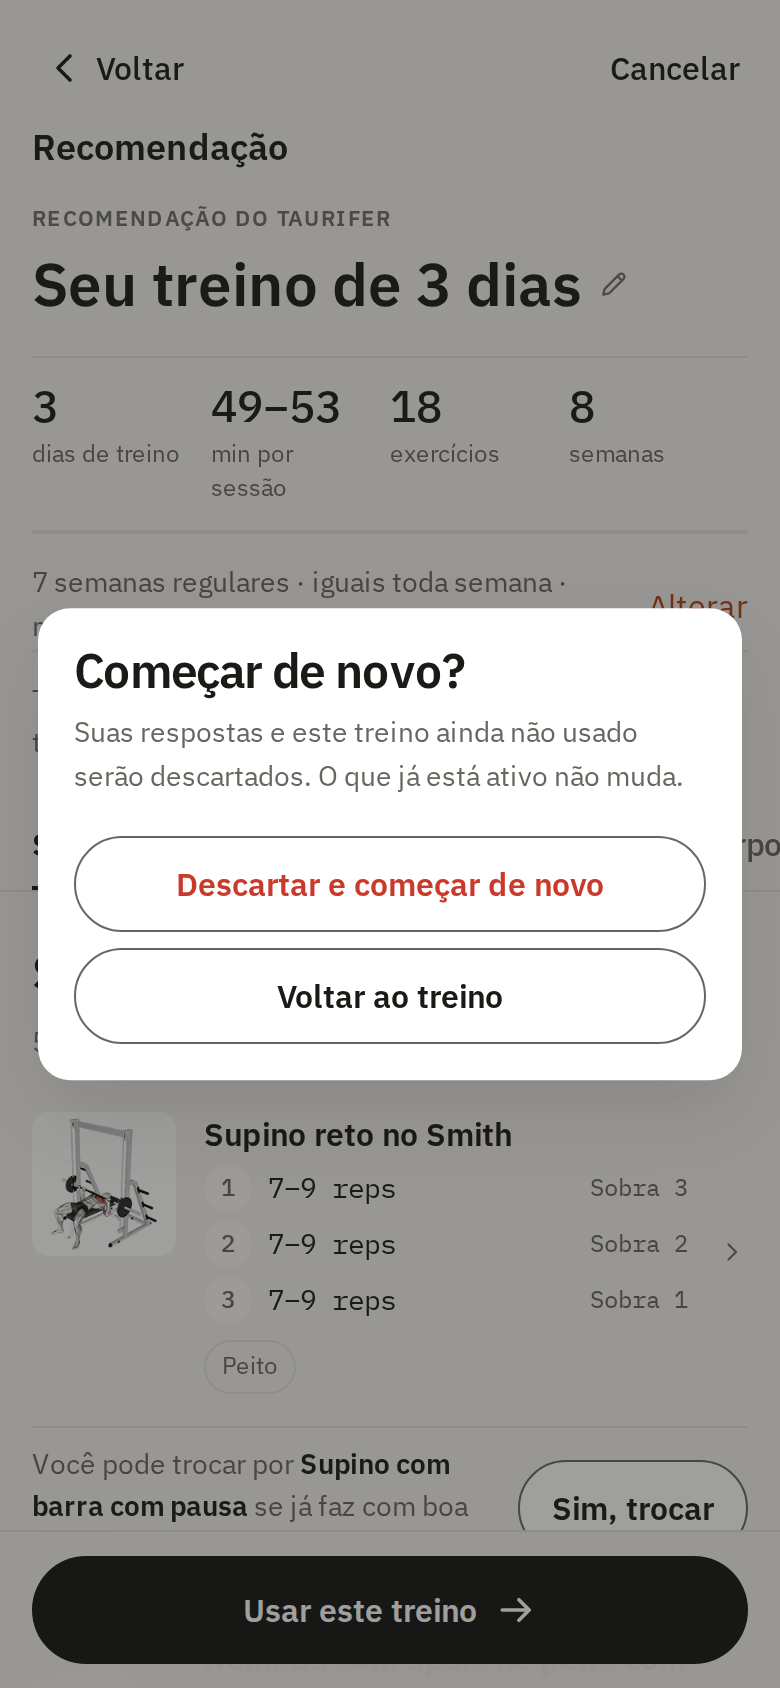 Voltar
Cancelar
Recomendação
RECOMENDAÇÃO DO TAURIFER
Seu treino de 3 dias
3
dias de treino
49–53
min por
sessão
18
exercícios
8
semanas
7 semanas regulares · iguais toda semana ·
Alterar
Começar de novo?
Suas respostas e este treino ainda não usado
serão descartados. O que já está ativo não muda.
Descartar e começar de novo
Voltar ao treino
Supino reto no Smith
1 7–9 reps Sobra 3
2 7–9 reps Sobra 2
3 7–9 reps Sobra 1
Peito
Você pode trocar por Supino com
barra com pausa se já faz com boa
Sim, trocar
Usar este treino